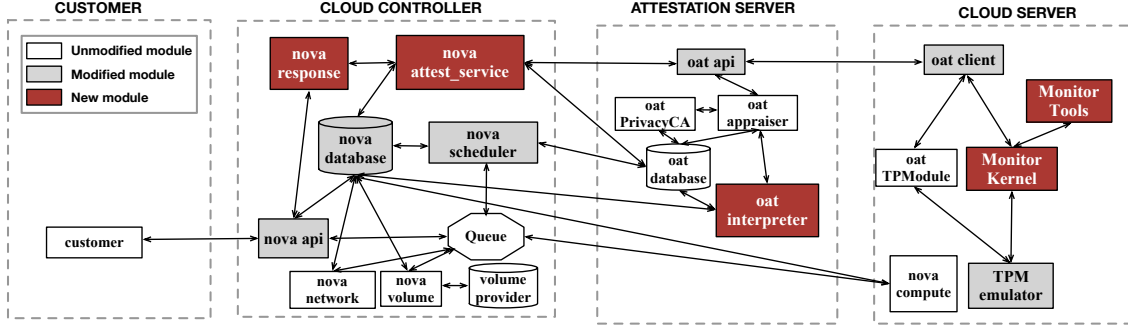 CUSTOMER
CLOUD CONTROLLER
ATTESTATION SERVER
CLOUD SERVER
Unmodified module
Modified module
New module
customer
nova
response
nova
attest_service
nova
database
nova
scheduler
nova api
Queue
nova
network
nova
volume
volume
provider
oat api
oat
PrivacyCA
oat
appraiser
oat
database
oat
interpreter
oat client
Monitor
Tools
oat
TPModule
Monitor
Kernel
nova
compute
TPM
emulator